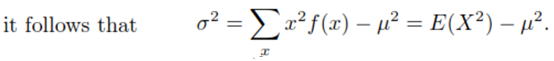 it follows that σ² = ∑ₓ x²f(x) − μ² = E(X²) − μ².